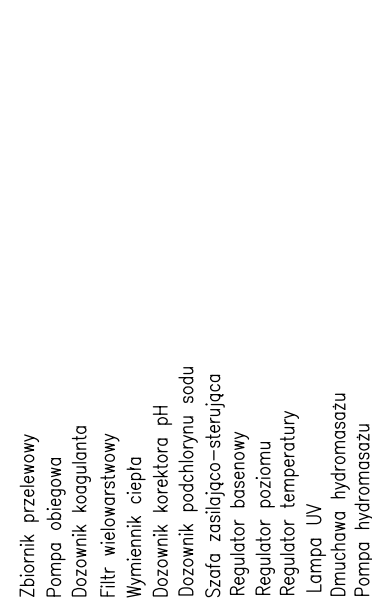 Zbiornik przelewowy
Pompa obiegowa
Dozownik koagulanta
Filtr wielowarstwowy
Wymiennik ciepła
Dozownik korektora pH
Dozownik podchlorynu sodu
Szafa zasilająco-sterująca
Regulator basenowy
Regulator poziomu
Regulator temperatury
Lampa UV
Dmuchawa hydromasażu
Pompa hydromasażu